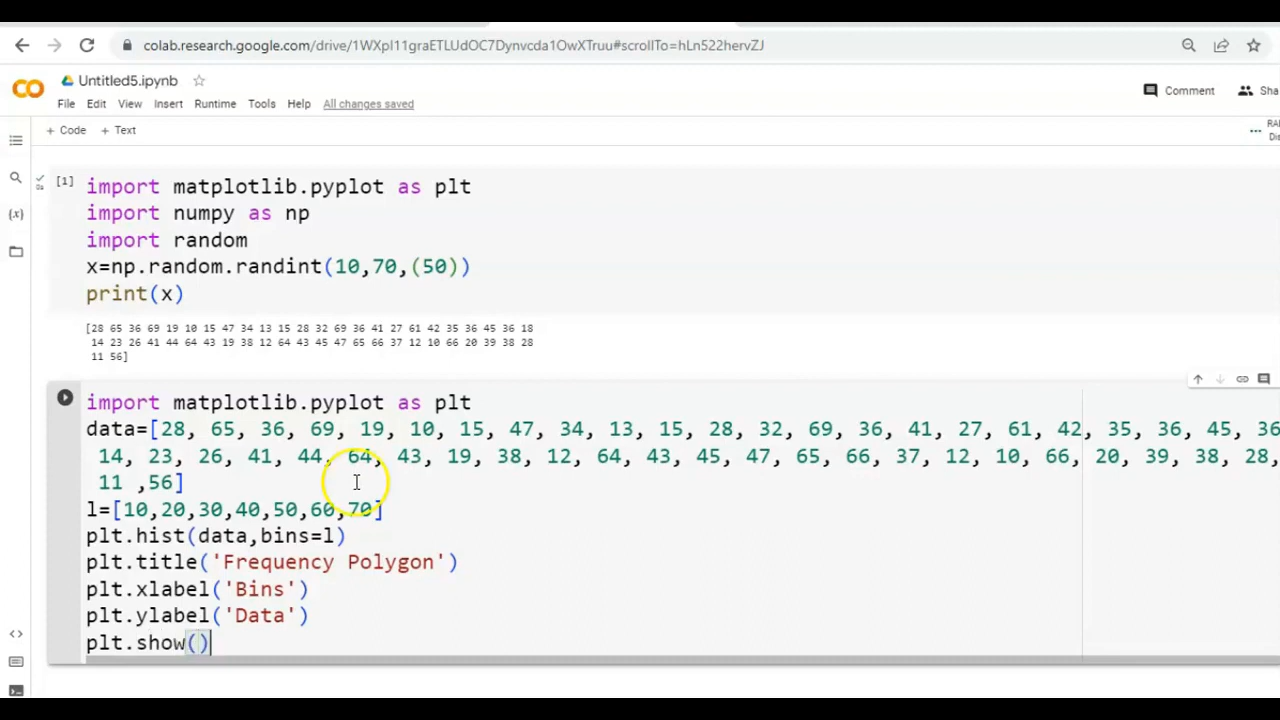 colab.research.google.com/drive/1WXpI11graETLUdOC7Dynvcda1OwXTruu#scrollTo=hLn522hervZJ
Untitled5.ipynb
Comment
Sha
File Edit View Insert Runtime Tools Help All changes saved
+ Code + Text
RAM
Dis
[1] import matplotlib.pyplot as plt
import numpy as np
import random
x=np.random.randint(10,70,(50))
print(x)
[28 65 36 69 19 10 15 47 34 13 15 28 32 69 36 41 27 61 42 35 36 45 36 18
14 23 26 41 44 64 43 19 38 12 64 43 45 47 65 66 37 12 10 66 20 39 38 28
11 56]
import matplotlib.pyplot as plt
data=[28, 65, 36, 69, 19, 10, 15, 47, 34, 13, 15, 28, 32, 69, 36, 41, 27, 61, 42, 35, 36, 45, 36
14, 23, 26, 41, 44, 64, 43, 19, 38, 12, 64, 43, 45, 47, 65, 66, 37, 12, 10, 66, 20, 39, 38, 28,
11 ,56]
l=[10,20,30,40,50,60,70]
plt.hist(data,bins=l)
plt.title('Frequency Polygon')
plt.xlabel('Bins')
plt.ylabel('Data')
plt.show()